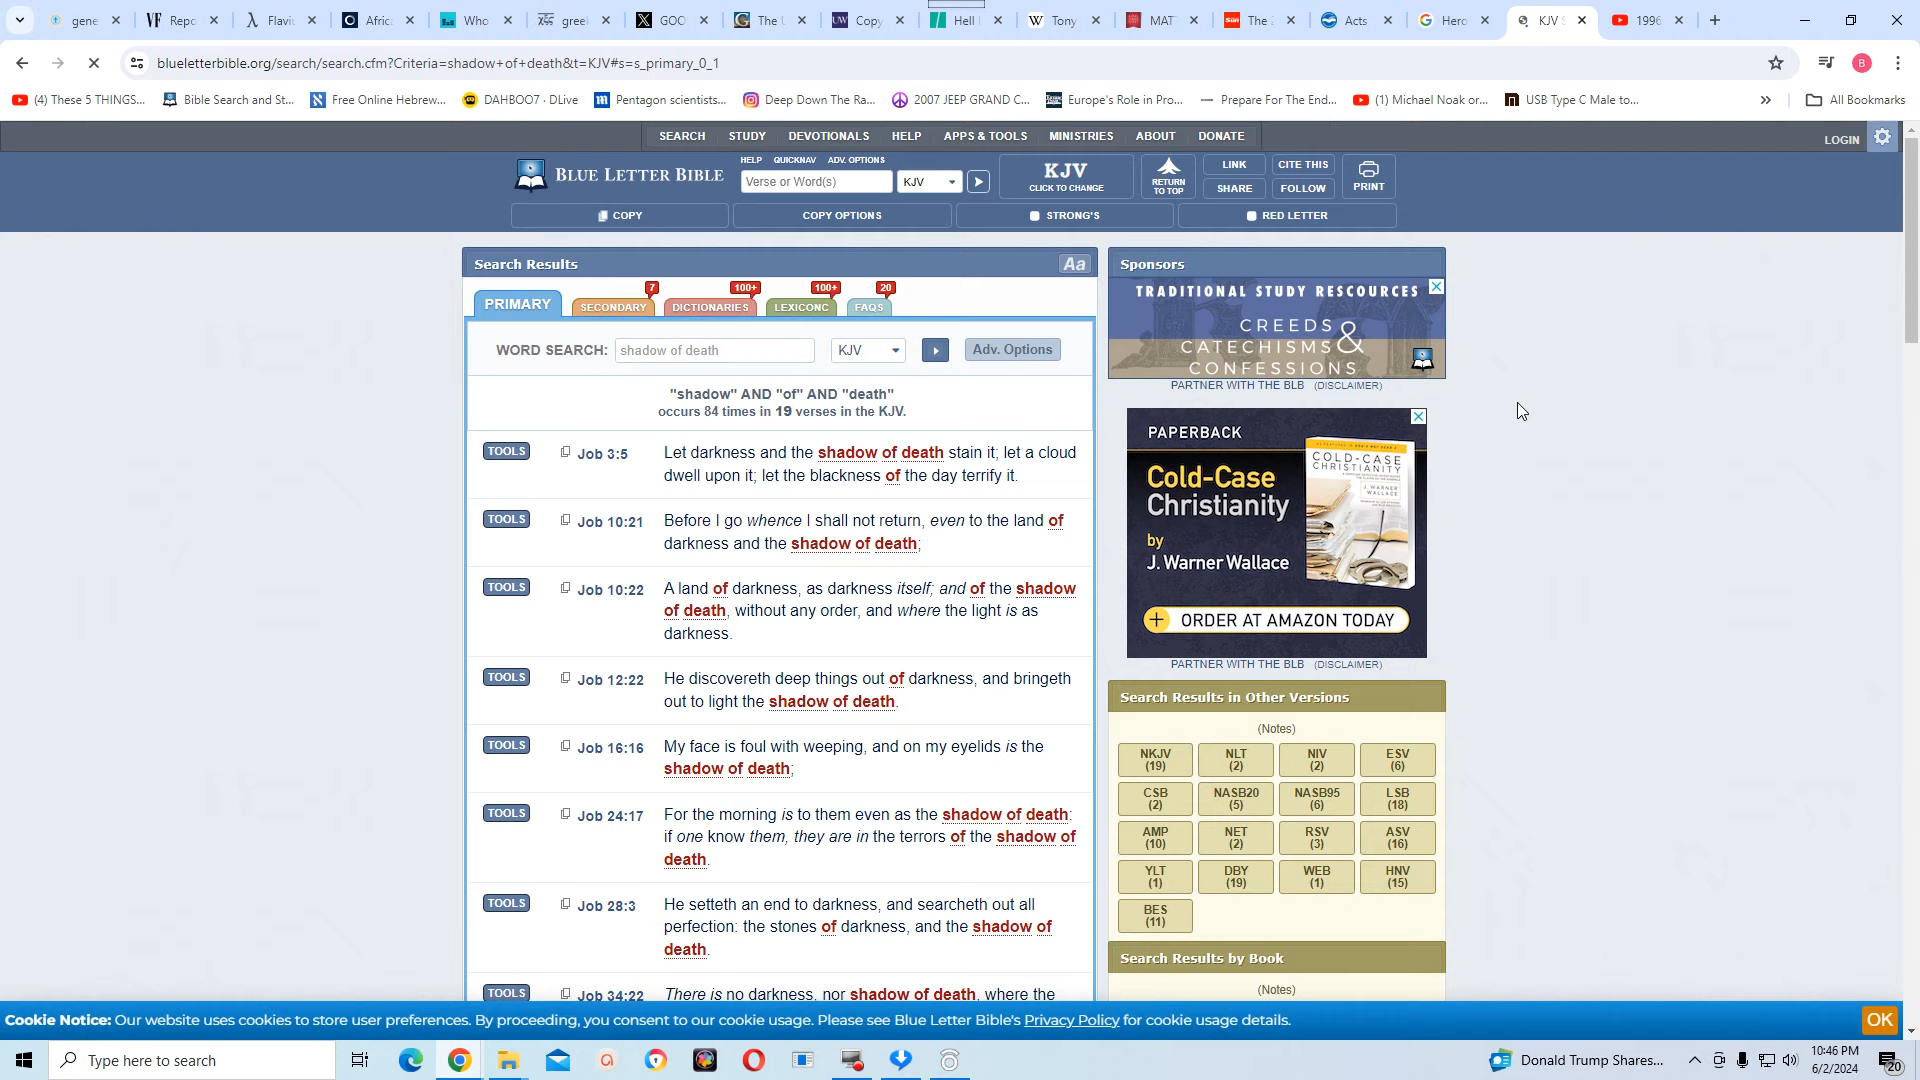 gene
Repo
Flaviu
Africa
Who
greek
GOO
The U
Copy
Hell
Tony
MAT
The
Acts
Hero
KJV S
1996
blueletterbible.org/search/search.cfm?Criteria=shadow+of+death&t=KJV#s=s_primary_0_1
B
(4) These 5 THINGS...
Bible Search and St...
Free Online Hebrew...
DAHBOO7 · DLive
Pentagon scientists...
Deep Down The Ra...
2007 JEEP GRAND C...
Europe's Role in Pro...
Prepare For The End...
(1) Michael Noak or...
USB Type C Male to...
All Bookmarks
SEARCH STUDY DEVOTIONALS HELP APPS & TOOLS MINISTRIES ABOUT DONATE
LOGIN
BLUE LETTER BIBLE
HELP QUICKNAV ADV. OPTIONS
Verse or Word(s)
KJV
KJV
CLICK TO CHANGE
RETURN
TO TOP
LINK
CITE THIS
SHARE
FOLLOW
PRINT
COPY
COPY OPTIONS
STRONG'S
RED LETTER
Search Results
Aa
PRIMARY
SECONDARY
7
DICTIONARIES
100+
LEXICONC
100+
FAQS
20
WORD SEARCH: shadow of death KJV Adv. Options
"shadow" AND "of" AND "death"
occurs 84 times in 19 verses in the KJV.
TOOLS Job 3:5 Let darkness and the shadow of death stain it; let a cloud
dwell upon it; let the blackness of the day terrify it.
TOOLS Job 10:21 Before I go whence I shall not return, even to the land of
darkness and the shadow of death;
TOOLS Job 10:22 A land of darkness, as darkness itself; and of the shadow
of death, without any order, and where the light is as
darkness.
TOOLS Job 12:22 He discovereth deep things out of darkness, and bringeth
out to light the shadow of death.
TOOLS Job 16:16 My face is foul with weeping, and on my eyelids is the
shadow of death;
TOOLS Job 24:17 For the morning is to them even as the shadow of death:
if one know them, they are in the terrors of the shadow of
death.
TOOLS Job 28:3 He setteth an end to darkness, and searcheth out all
perfection: the stones of darkness, and the shadow of
death.
TOOLS Job 34:22 There is no darkness, nor shadow of death, where the
Sponsors
TRADITIONAL STUDY RESCOURCES
CREEDS
&
CATECHISMS
CONFESSIONS
PARTNER WITH THE BLB (DISCLAIMER)
PAPERBACK
Cold-Case
Christianity
by
J. Warner Wallace
COLD-CASE
CHRISTIANITY
ORDER AT AMAZON TODAY
PARTNER WITH THE BLB (DISCLAIMER)
Search Results in Other Versions
(Notes)
NKJV
(19)
NLT
(2)
NIV
(2)
ESV
(6)
CSB
(2)
NASB20
(5)
NASB95
(6)
LSB
(18)
AMP
(10)
NET
(2)
RSV
(3)
ASV
(16)
YLT
(1)
DBY
(19)
WEB
(1)
HNV
(15)
BES
(11)
Search Results by Book
(Notes)
Cookie Notice: Our website uses cookies to store user preferences. By proceeding, you consent to our cookie usage. Please see Blue Letter Bible's Privacy Policy for cookie usage details.
OK
Type here to search
Donald Trump Shares...
10:46 PM
6/2/2024
20